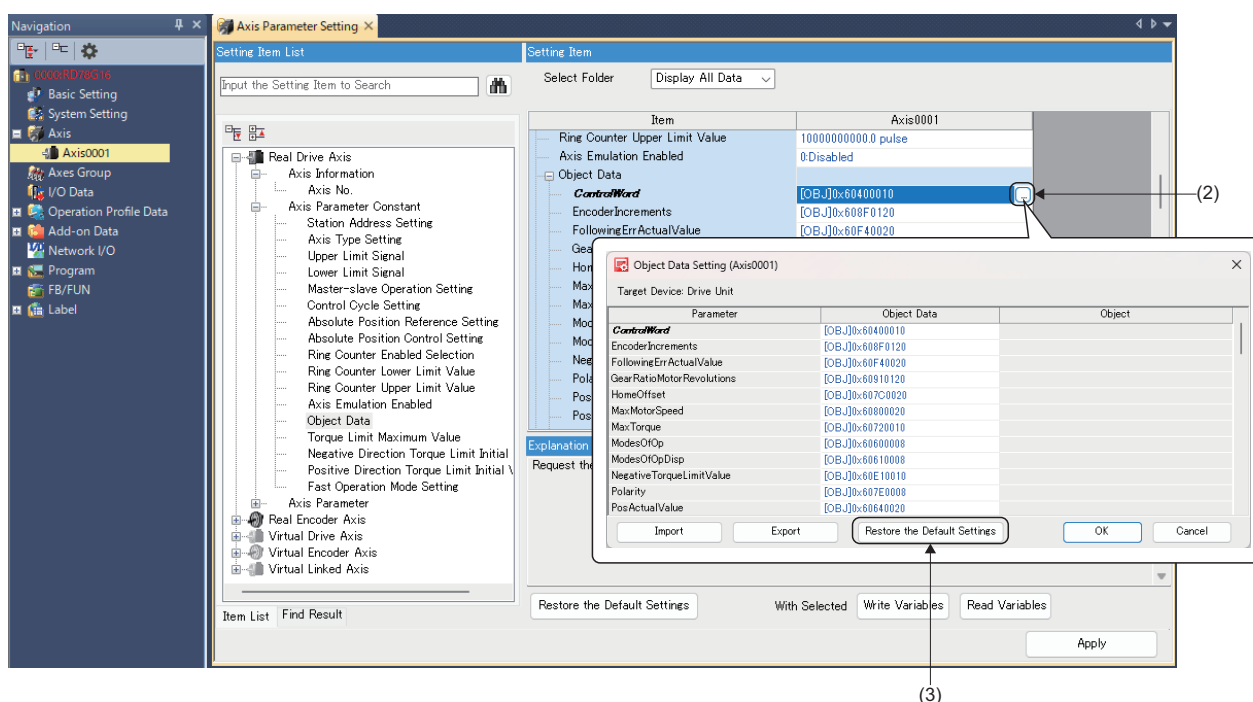 Navigation
0000:RD78G16
Basic Setting
System Setting
Axis
Axis0001
Axes Group
I/O Data
Operation Profile Data
Add-on Data
Network I/O
Program
FB/FUN
Label
Axis Parameter Setting
Setting Item List
Input the Setting Item to Search
Real Drive Axis
Axis Information
Axis No.
Axis Parameter Constant
Station Address Setting
Axis Type Setting
Upper Limit Signal
Lower Limit Signal
Master-slave Operation Setting
Control Cycle Setting
Absolute Position Reference Setting
Absolute Position Control Setting
Ring Counter Enabled Selection
Ring Counter Lower Limit Value
Ring Counter Upper Limit Value
Axis Emulation Enabled
Object Data
Torque Limit Maximum Value
Negative Direction Torque Limit Initial
Positive Direction Torque Limit Initial
Fast Operation Mode Setting
Axis Parameter
Real Encoder Axis
Virtual Drive Axis
Virtual Encoder Axis
Virtual Linked Axis
Item List Find Result
Setting Item
Select Folder Display All Data
Item Axis0001
Ring Counter Upper Limit Value 10000000000.0 pulse
Axis Emulation Enabled 0:Disabled
Object Data
ControlWord [OBJ]0x60400010
EncoderIncrements [OBJ]0x608F0120
FollowingErrActualValue [OBJ]0x60F40020
Gea
Hon
Max
Max
Mod
Mod
Neg
Pola
Pos
Pos
Explanation
Request the
(2)
Object Data Setting (Axis0001)
Target Device: Drive Unit
Parameter Object Data Object
ControlWord [OBJ]0x60400010
EncoderIncrements [OBJ]0x608F0120
FollowingErrActualValue [OBJ]0x60F40020
GearRatioMotorRevolutions [OBJ]0x60910120
HomeOffset [OBJ]0x607C0020
MaxMotorSpeed [OBJ]0x60800020
MaxTorque [OBJ]0x60720010
ModesOfOp [OBJ]0x60600008
ModesOfOpDisp [OBJ]0x60610008
NegativeTorqueLimitValue [OBJ]0x60E10010
Polarity [OBJ]0x607E0008
PosActualValue [OBJ]0x60640020
Import Export Restore the Default Settings OK Cancel
Restore the Default Settings With Selected Write Variables Read Variables
Apply
(3)